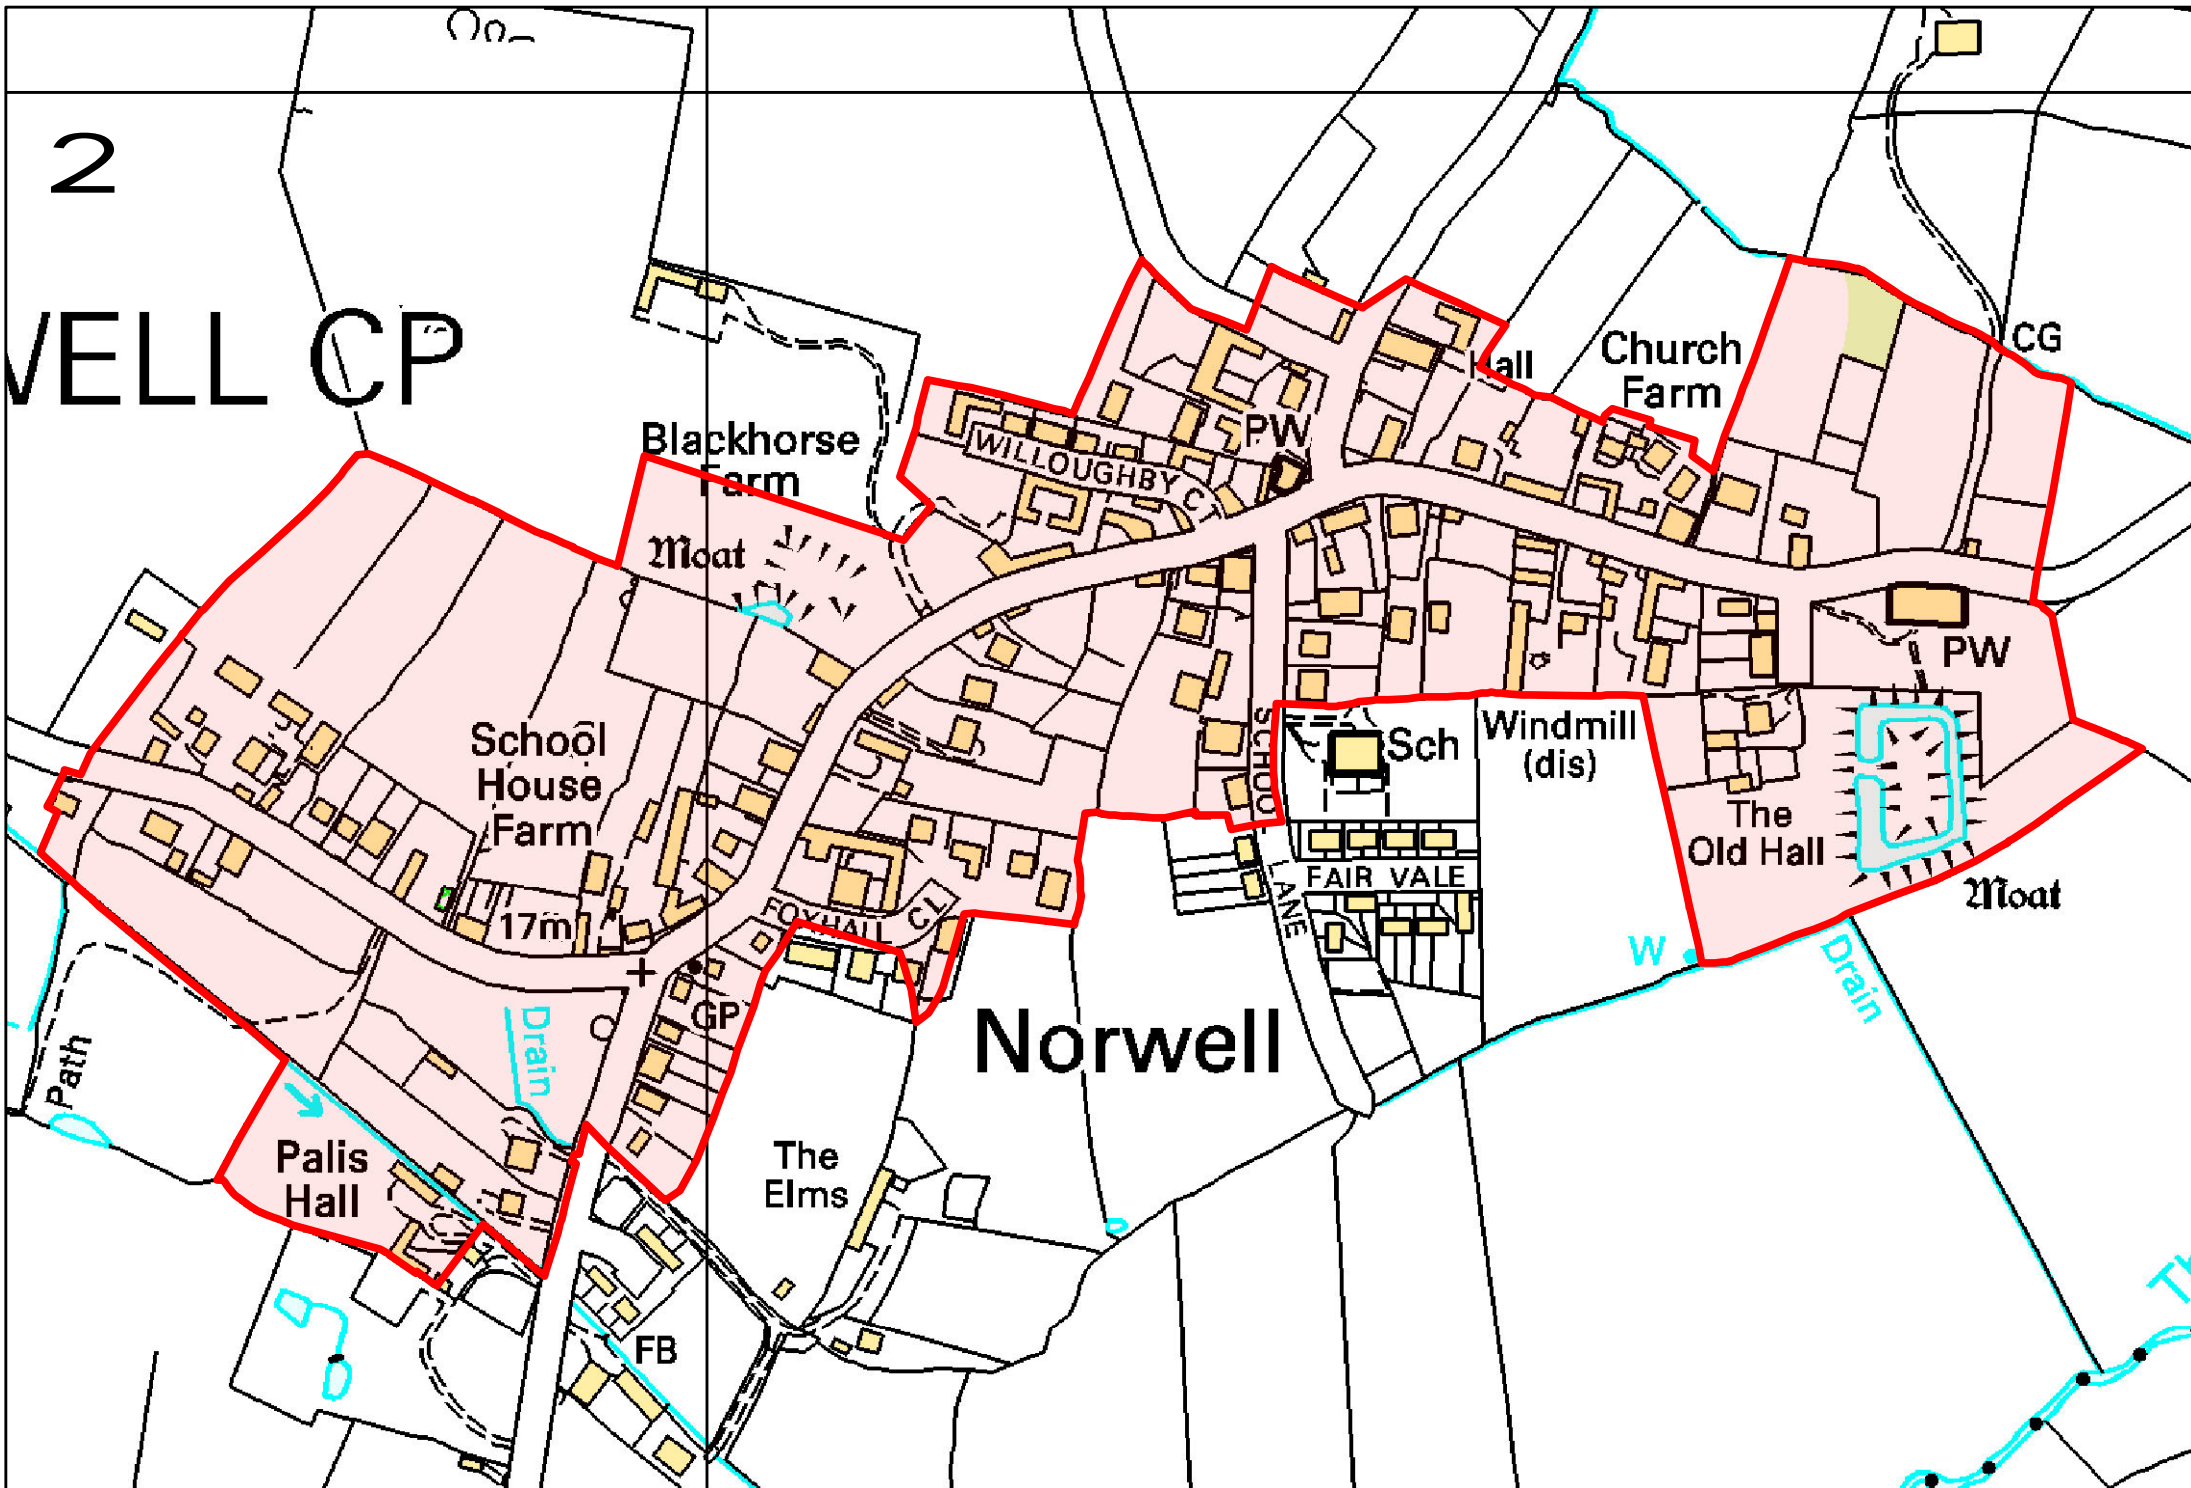 2
WELL CP
CG
Church
Farm
Hall
PW
Blackhorse
Farm
WILLOUGHBY CT
Moat
PW
School
House
Farm
SCHOOL
LANE
Sch
Windmill
(dis)
The
Old Hall
Moat
FAIR VALE
17m
FOXHALL CL
W
Drain
GP
Drain
Norwell
Path
Palis
Hall
The
Elms
FB